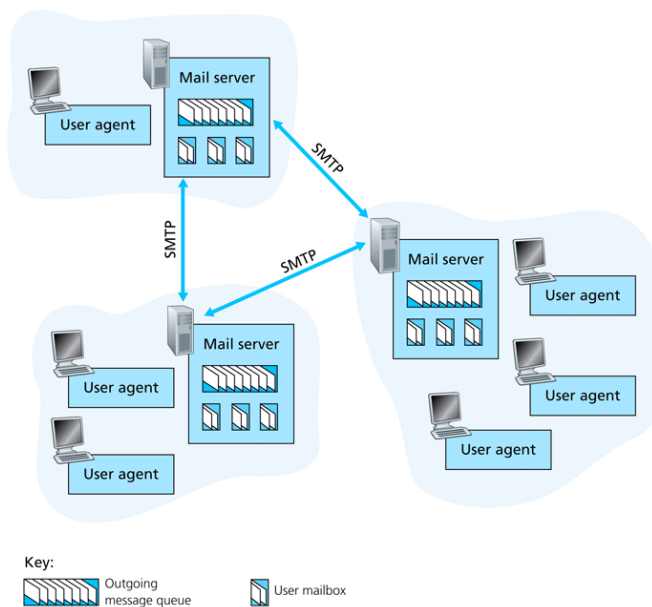 Mail server
User agent
SMTP
SMTP
SMTP
Mail server
User agent
User agent
User agent
Mail server
User agent
User agent
Key:
Outgoing
message queue
User mailbox